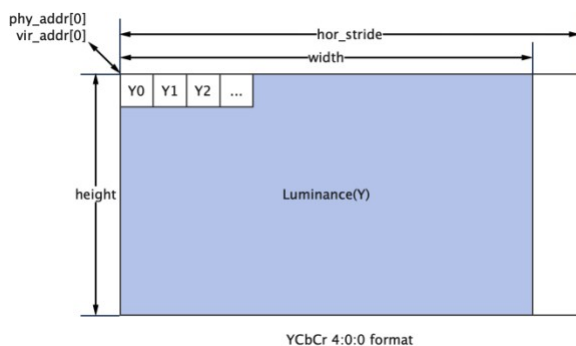 phy_addr[0]
vir_addr[0]
hor_stride
width
Y0 Y1 Y2 ...
height
Luminance(Y)
YCbCr 4:0:0 format